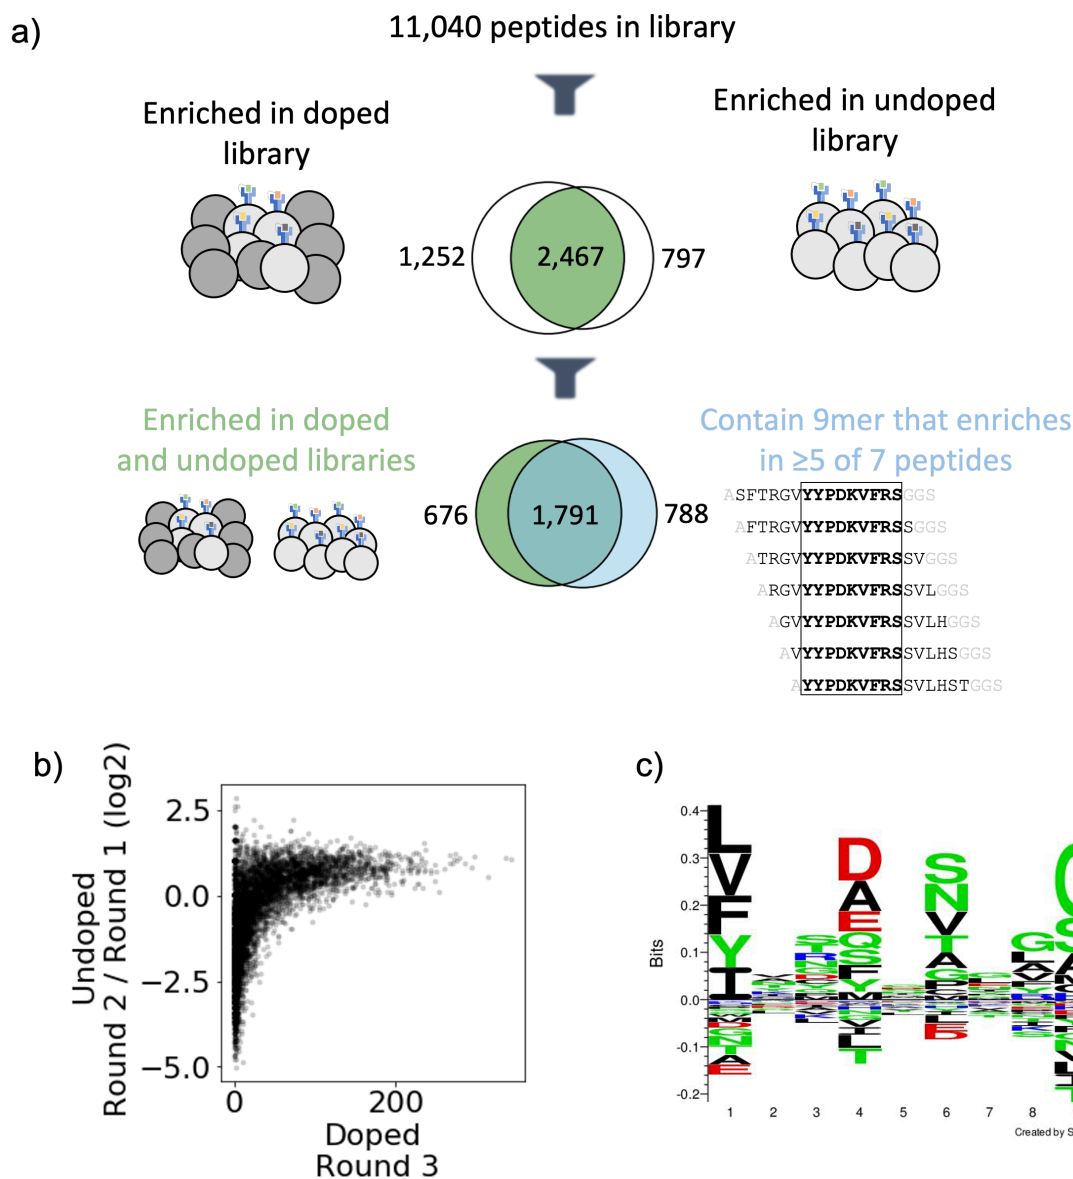 a)
11,040 peptides in library
Enriched in doped
library
Enriched in undoped
library
1,252
2,467
797
Enriched in doped
and undoped libraries
676
1,791
788
Contain 9mer that enriches
in ≥5 of 7 peptides
ASFTRGVYYPDKVFRSGGS
AFTRGVYYPDKVFRSSGGS
ATRGVYYPDKVFRSSVGGS
ARGVYYPDKVFRSSVLGGS
AGVYYPDKVFRSSVLHGGS
AVYYPDKVFRSSVLHSGGS
AYYPDKVFRSSVLHSTGGS
b)
Undoped
Round 2 / Round 1 (log2)
2.5
0.0
−2.5
−5.0
0
200
Doped
Round 3
c)
Bits
0.4
0.3
0.2
0.1
0.0
-0.1
-0.2
L
V
F
Y
I
D
A
E
Q
S
F
Y
S
N
V
T
A
G
G
1
2
3
4
5
6
7
8
Created by S